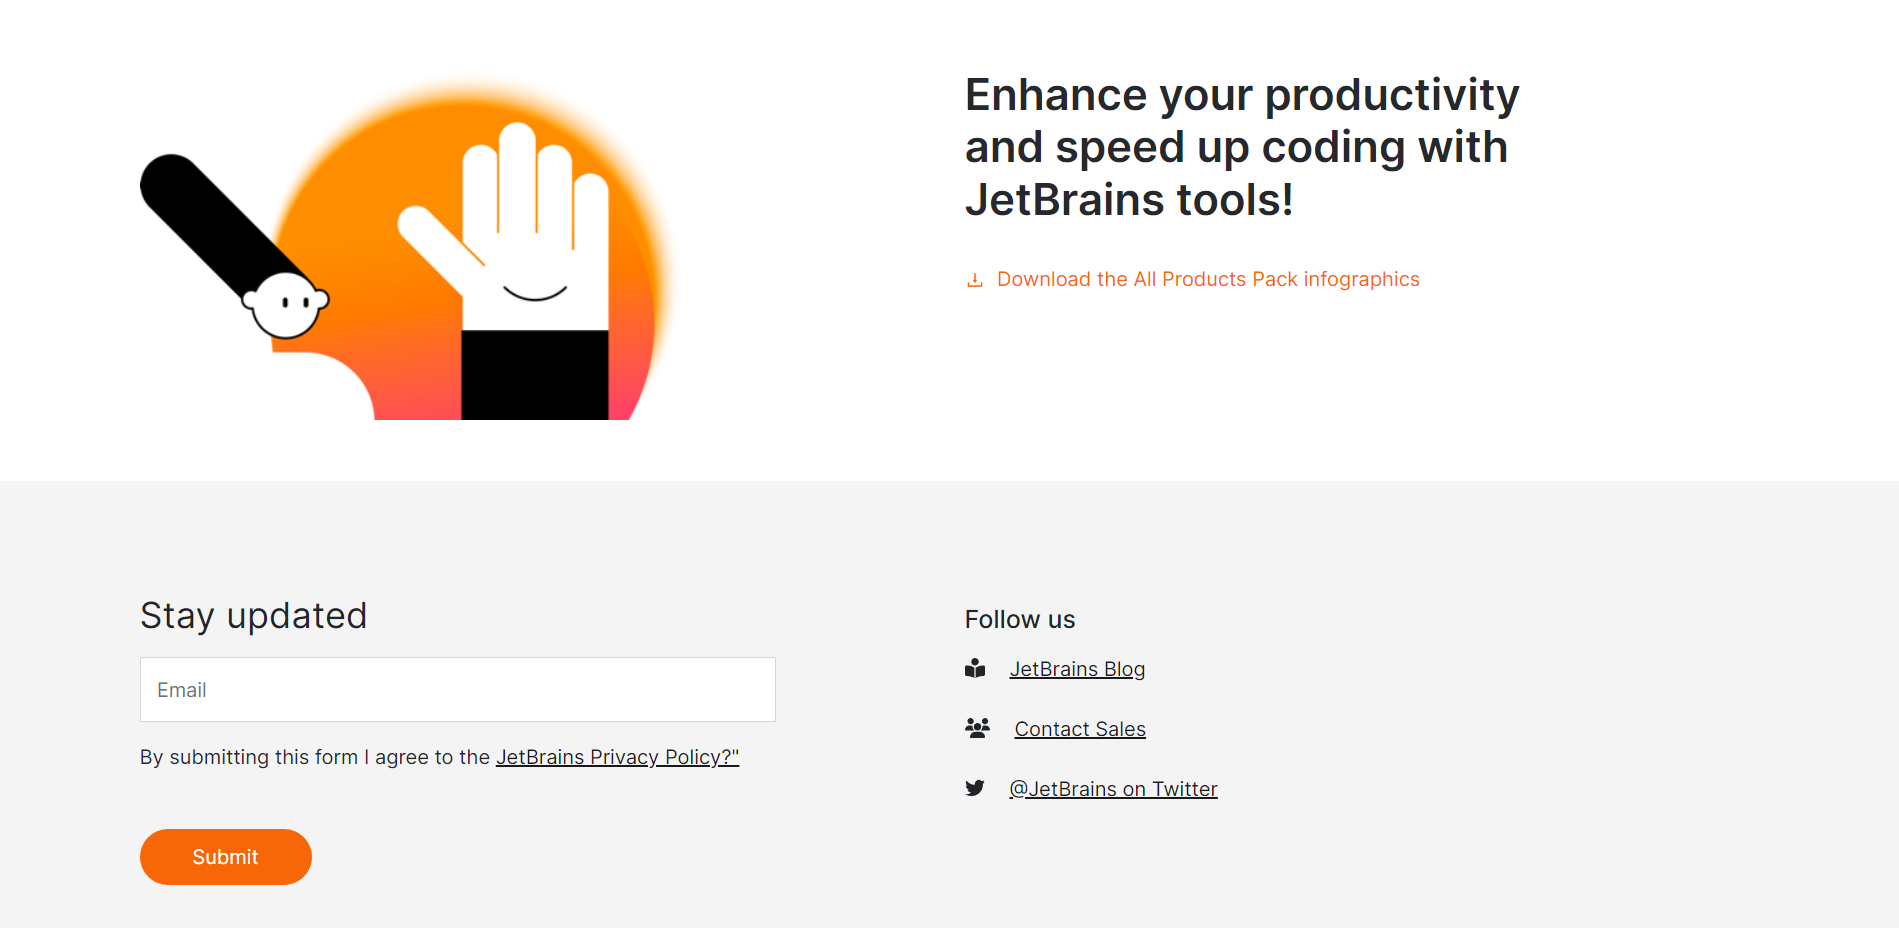 Enhance your productivity
and speed up coding with
JetBrains tools!
Download the All Products Pack infographics
Stay updated
Email
By submitting this form I agree to the JetBrains Privacy Policy?"
Submit
Follow us
JetBrains Blog
Contact Sales
@JetBrains on Twitter